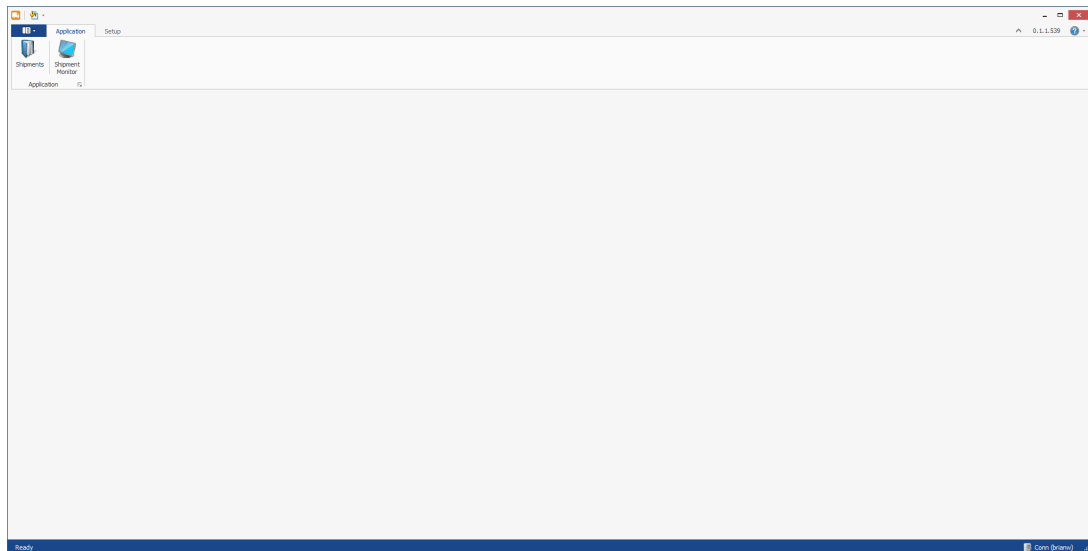 Application Setup 0.1.1.539
Shipments
Shipment
Monitor
Application
Ready Conn (brianw)